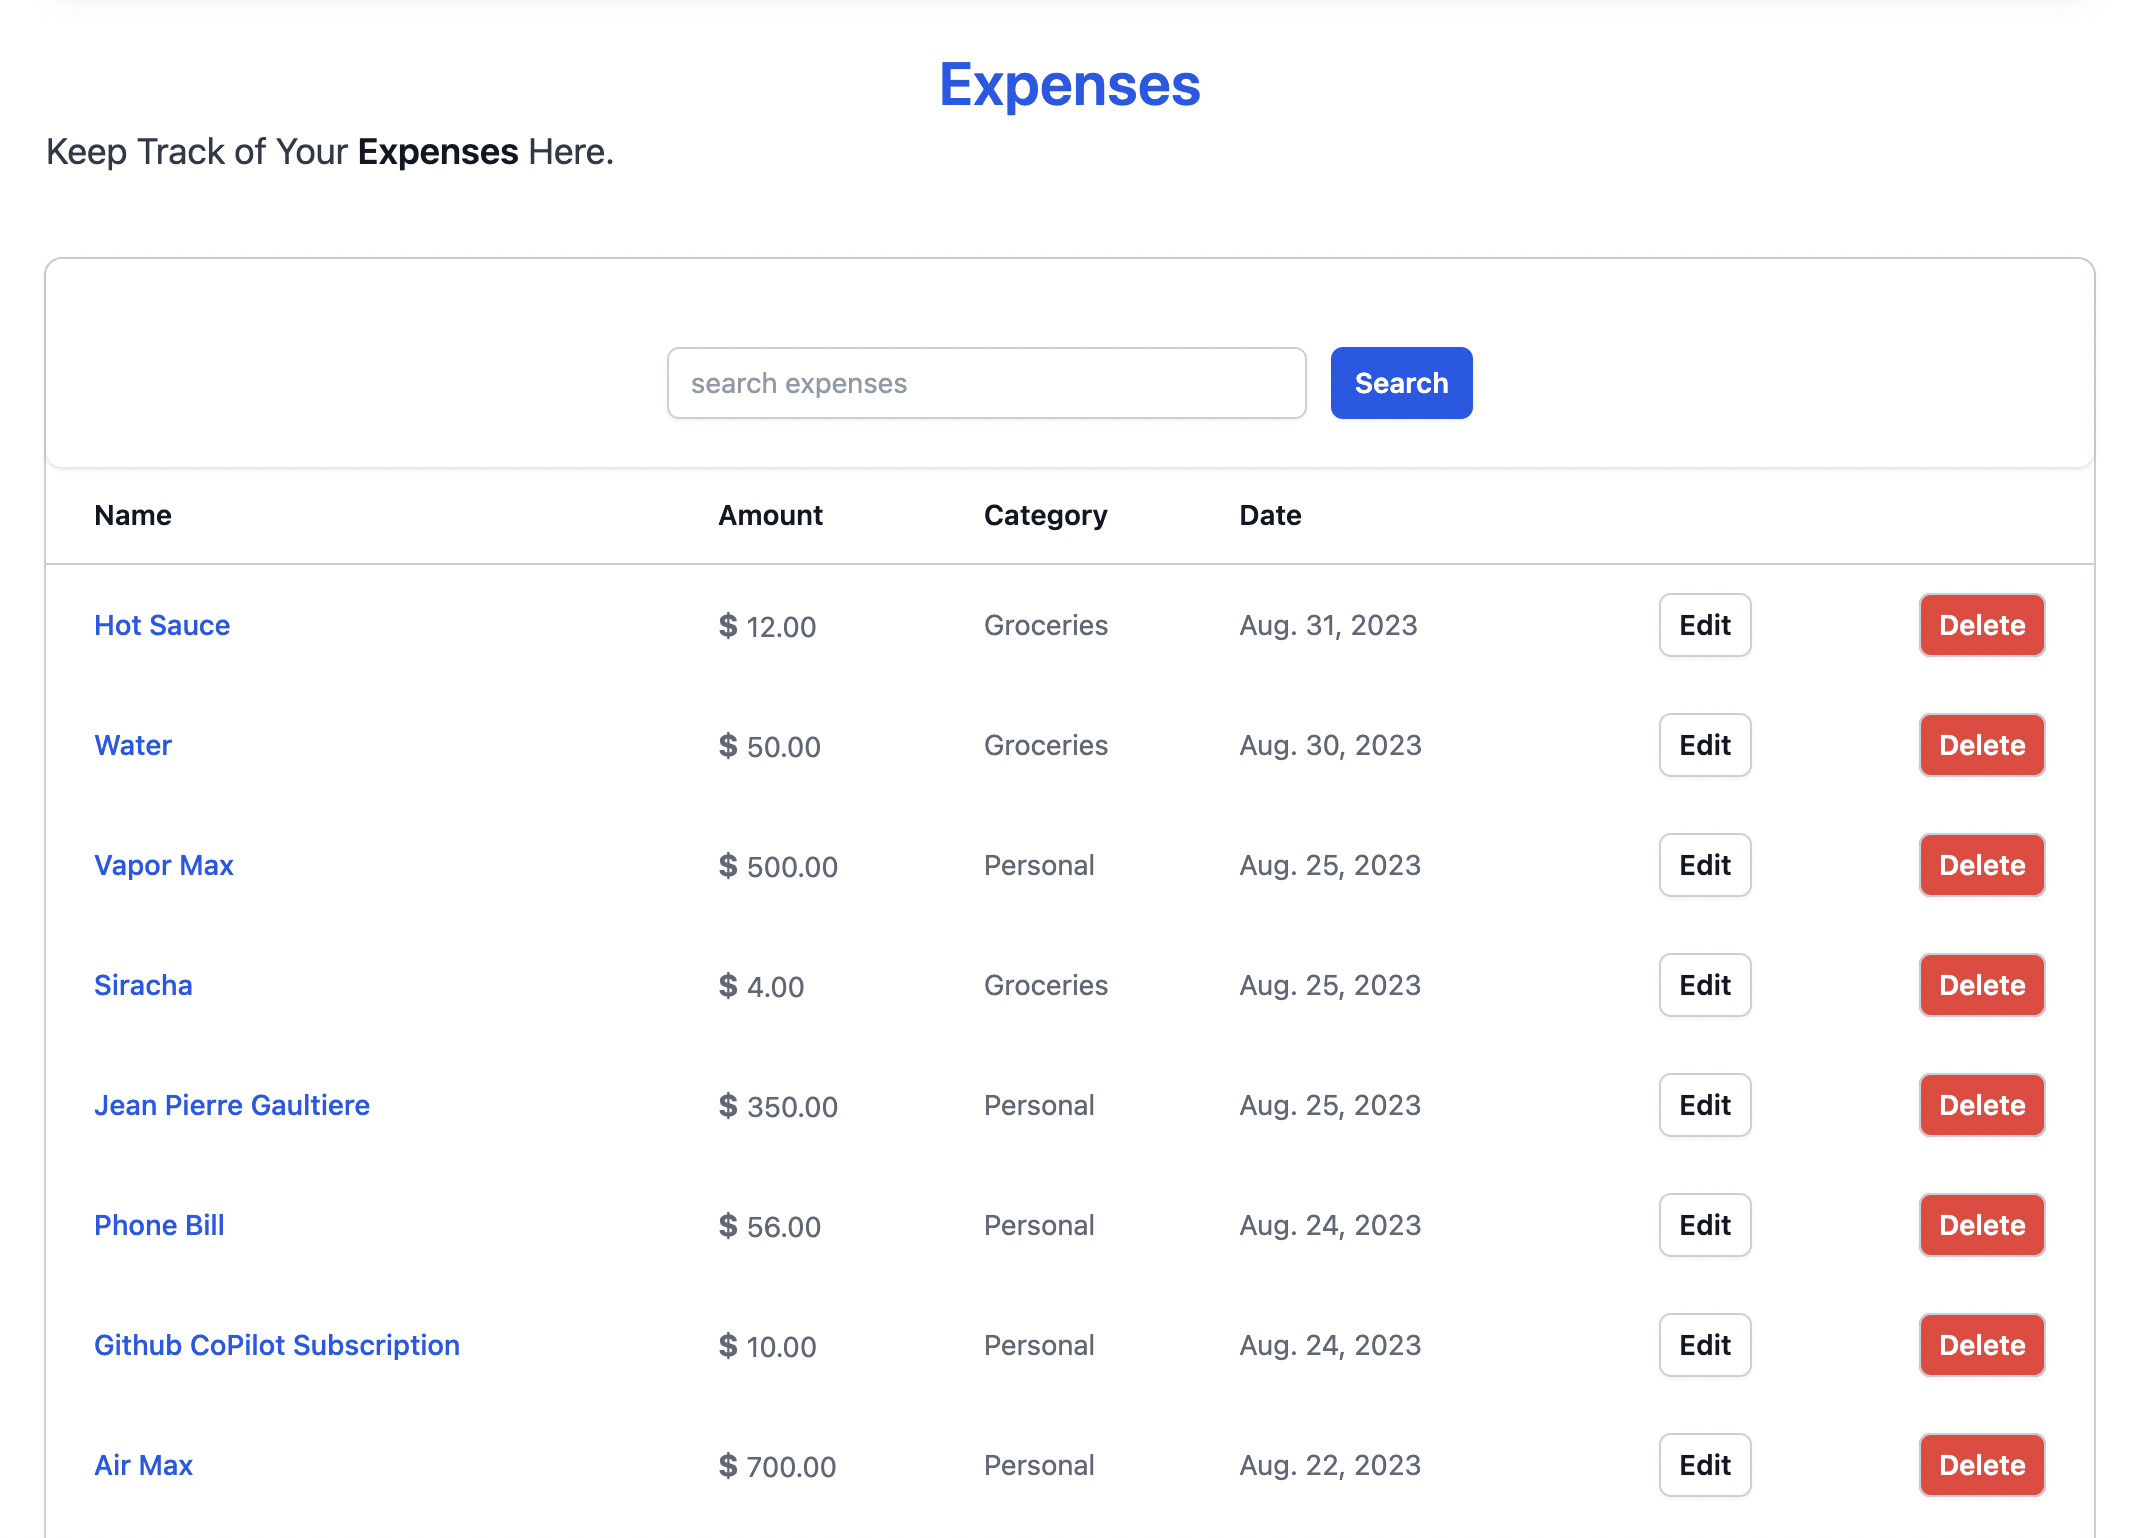 Expenses
Keep Track of Your Expenses Here.
search expenses Search
Name Amount Category Date
Hot Sauce $ 12.00 Groceries Aug. 31, 2023 Edit Delete
Water $ 50.00 Groceries Aug. 30, 2023 Edit Delete
Vapor Max $ 500.00 Personal Aug. 25, 2023 Edit Delete
Siracha $ 4.00 Groceries Aug. 25, 2023 Edit Delete
Jean Pierre Gaultiere $ 350.00 Personal Aug. 25, 2023 Edit Delete
Phone Bill $ 56.00 Personal Aug. 24, 2023 Edit Delete
Github CoPilot Subscription $ 10.00 Personal Aug. 24, 2023 Edit Delete
Air Max $ 700.00 Personal Aug. 22, 2023 Edit Delete